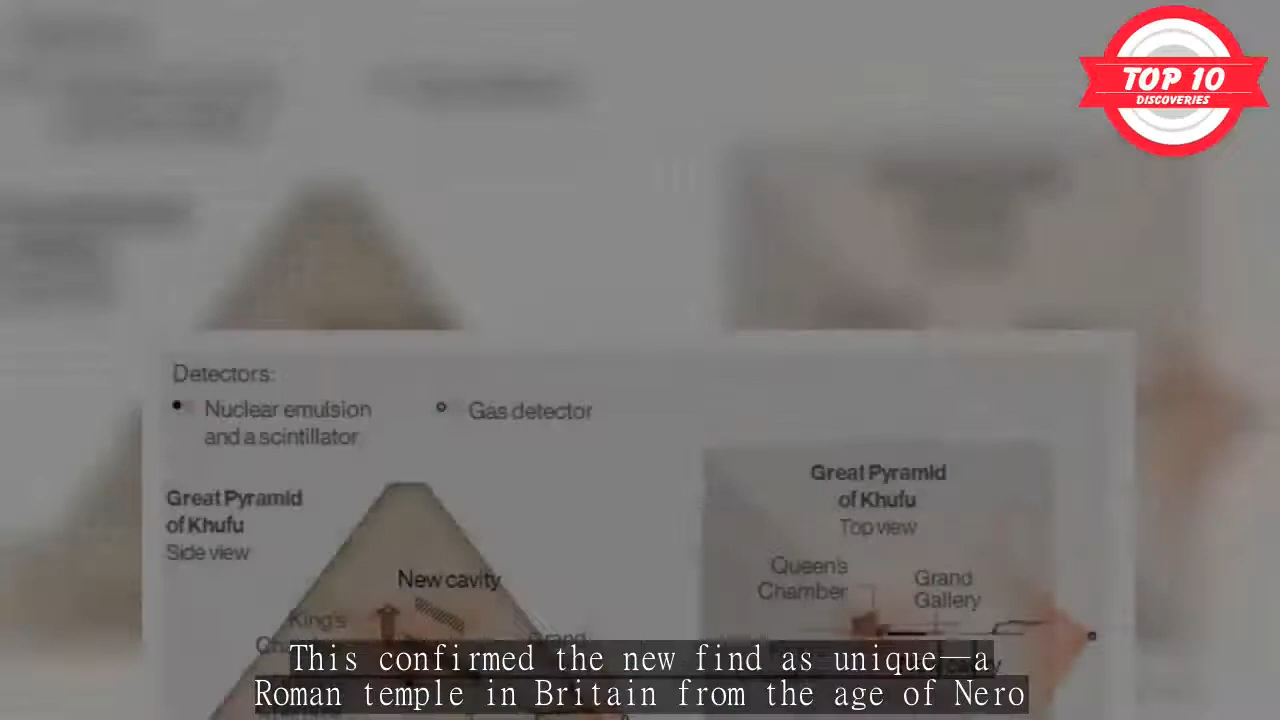 TOP 10
DISCOVERIES
Detectors:
Nuclear emulsion
and a scintillator
Gas detector
Great Pyramid
of Khufu
Side view
New cavity
King's
Grand
Great Pyramid
of Khufu
Top view
Queen's
Chamber
Grand
Gallery
This confirmed the new find as unique—a
Roman temple in Britain from the age of Nero